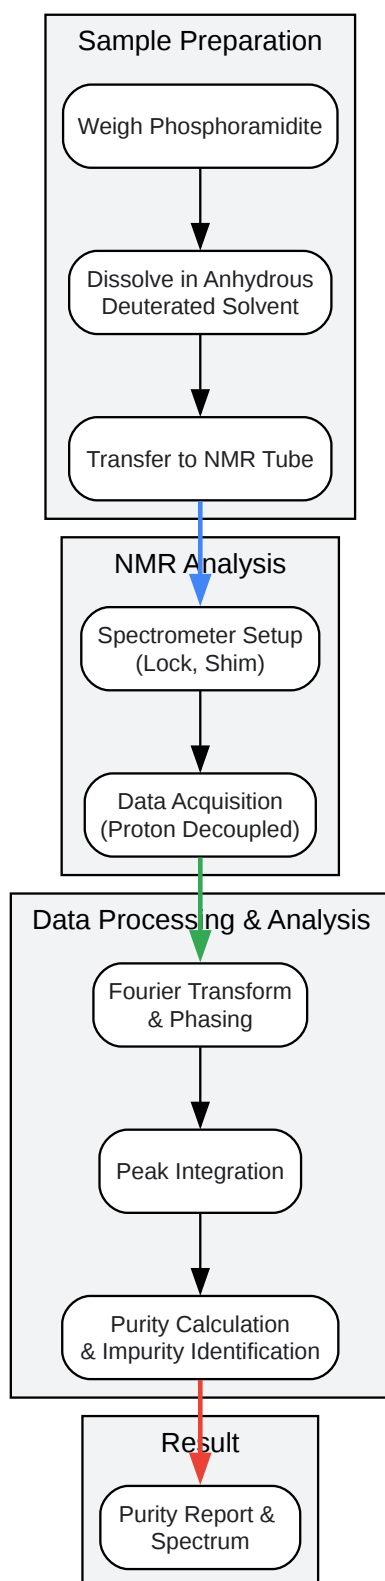 Sample Preparation
Weigh Phosphoramidite
Dissolve in Anhydrous
Deuterated Solvent
Transfer to NMR Tube
NMR Analysis
Spectrometer Setup
(Lock, Shim)
Data Acquisition
(Proton Decoupled)
Data Processing & Analysis
Fourier Transform
& Phasing
Peak Integration
Purity Calculation
& Impurity Identification
Result
Purity Report &
Spectrum